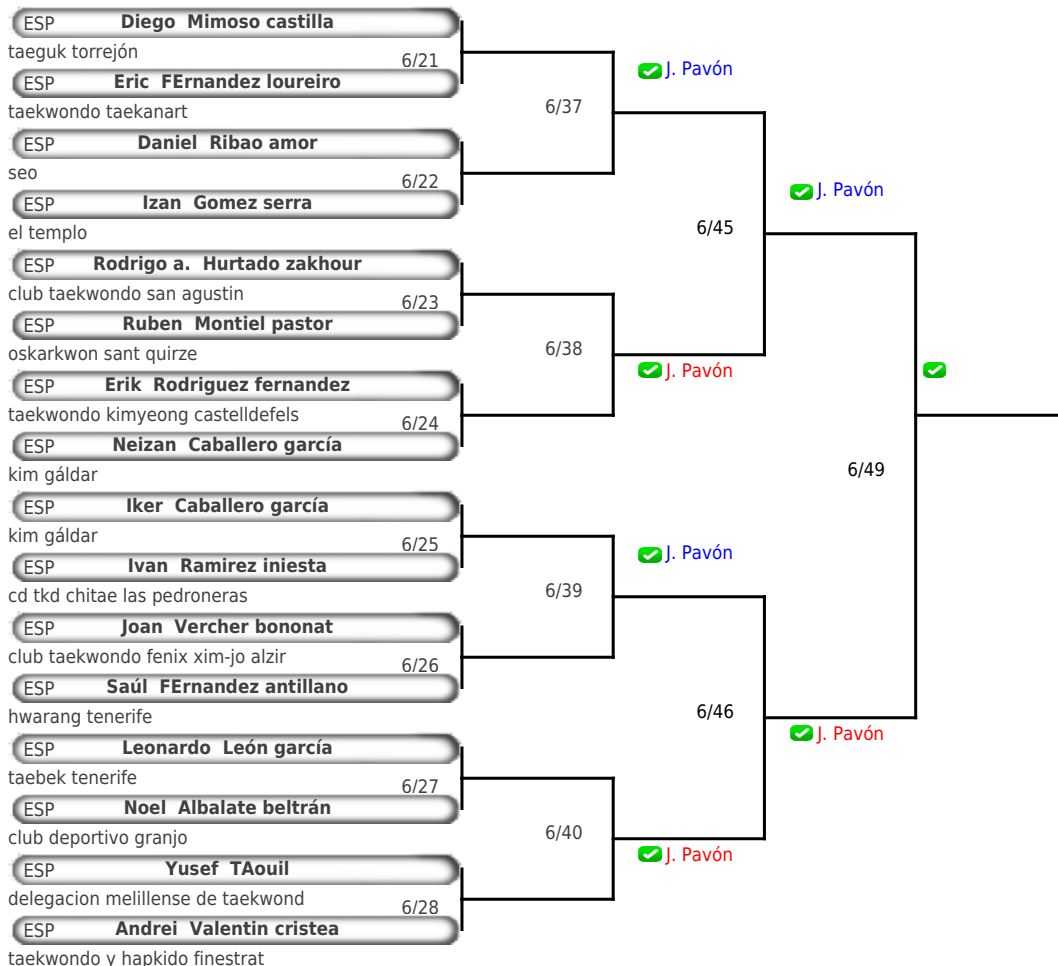 ESP Diego Mimoso castilla
taeguk torrejón
6/21
ESP Eric FErnandez loureiro
taekwondo taekanart
J. Pavón
6/37
ESP Daniel Ribao amor
seo
6/22
ESP Izan Gomez serra
el templo
J. Pavón
6/45
ESP Rodrigo a. Hurtado zakhour
club taekwondo san agustin
6/23
ESP Ruben Montiel pastor
oskarkwon sant quirze
6/38
J. Pavón
ESP Erik Rodriguez fernandez
taekwondo kimyeong castelldefels
6/24
ESP Neizan Caballero garcía
kim gáldar
6/49
ESP Iker Caballero garcía
kim gáldar
6/25
ESP Ivan Ramirez iniesta
cd tkd chitae las pedroneras
J. Pavón
6/39
ESP Joan Vercher bononat
club taekwondo fenix xim-jo alzir
6/26
ESP Saúl FErnandez antillano
hwarang tenerife
6/46
J. Pavón
ESP Leonardo León garcía
taebek tenerife
6/27
ESP Noel Albalate beltrán
club deportivo granjo
6/40
J. Pavón
ESP Yusef TAouil
delegacion melillense de taekwond
6/28
ESP Andrei Valentin cristea
taekwondo y hapkido finestrat